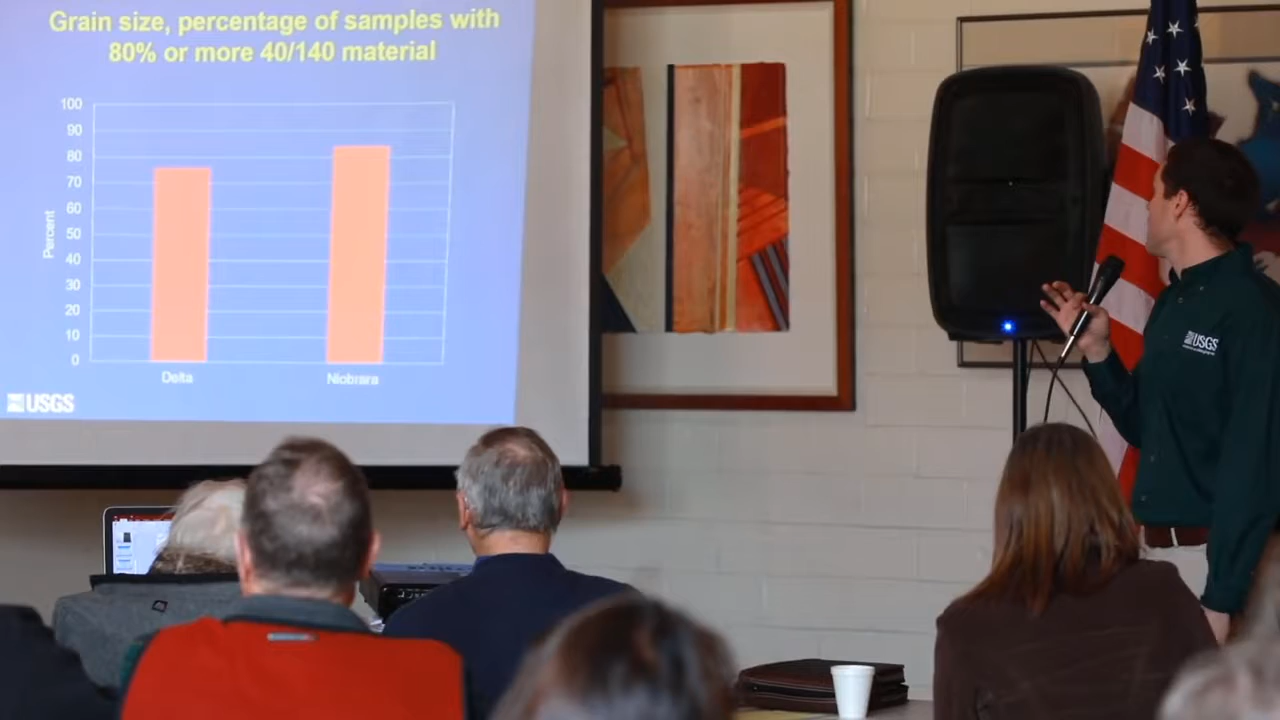 Grain size, percentage of samples with
80% or more 40/140 material
100
90
80
70
60
50
40
30
20
10
0
Percent
Delta
Niobrara
USGS
USGS